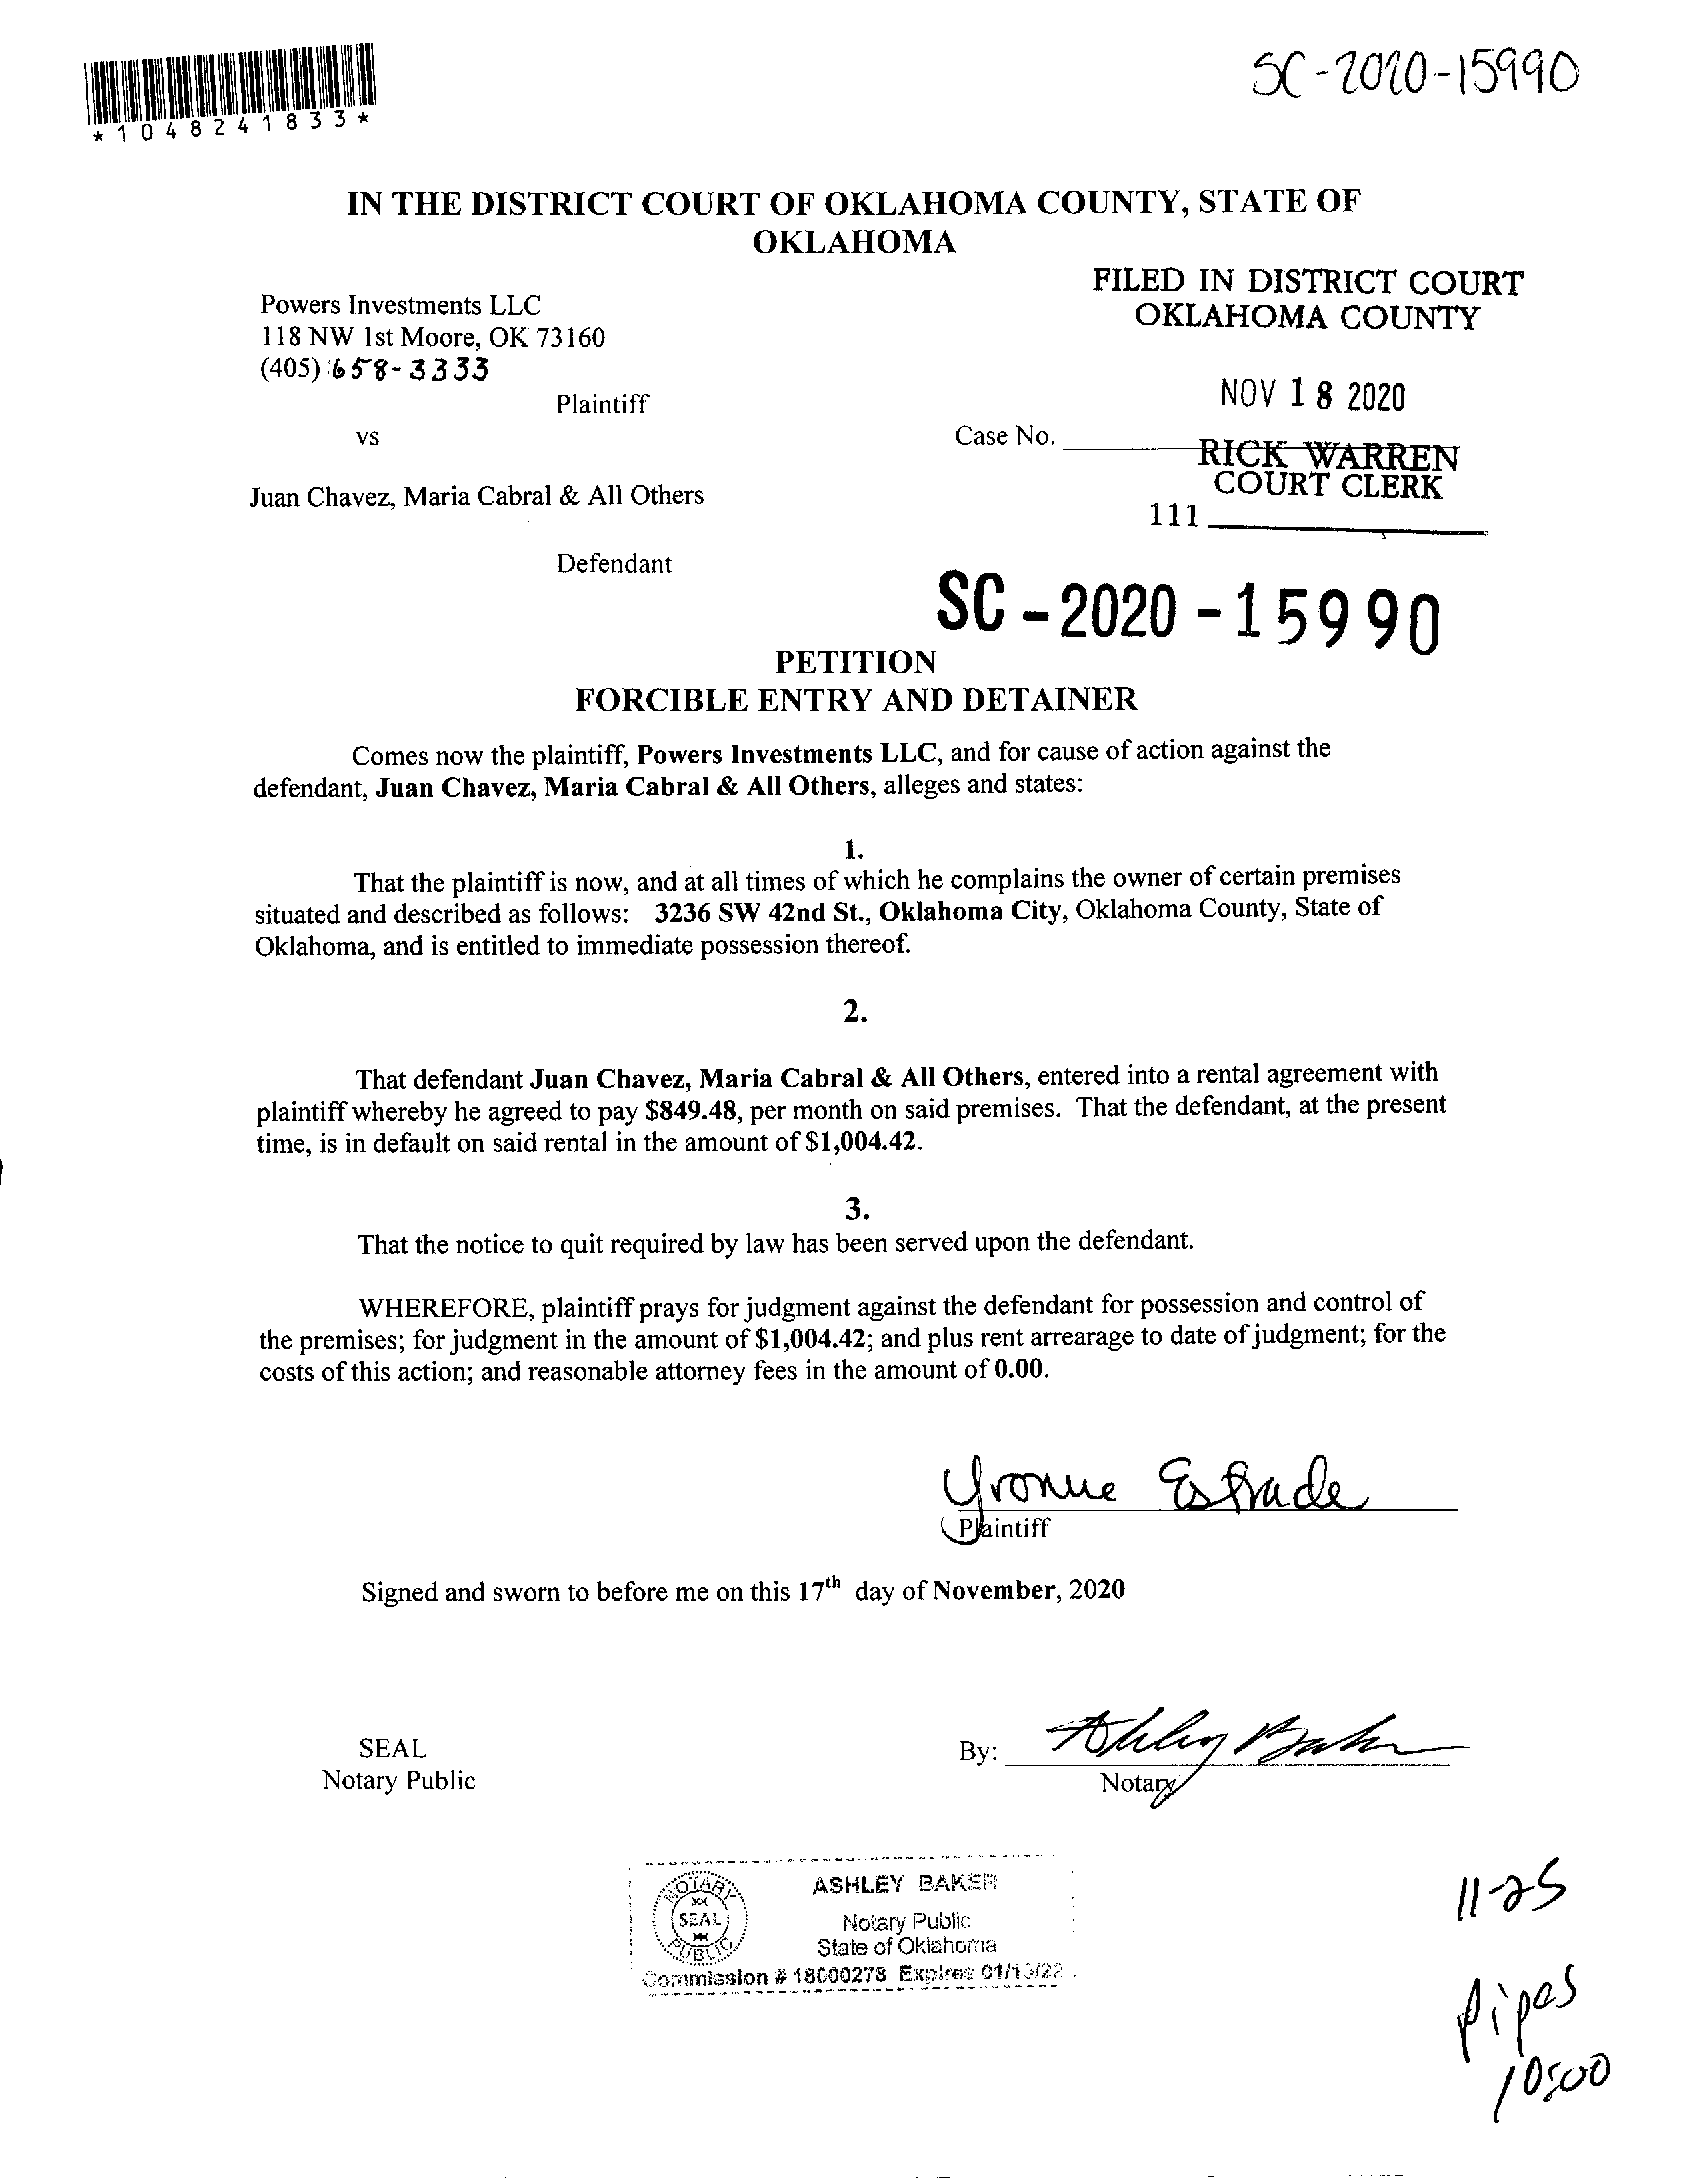 SC-2020-15990
*1048241833*
IN THE DISTRICT COURT OF OKLAHOMA COUNTY, STATE OF
OKLAHOMA
FILED IN DISTRICT COURT
OKLAHOMA COUNTY
Powers Investments LLC
118 NW 1st Moore, OK 73160
(405) 658-3333
Plaintiff
NOV 18 2020
vs
Case No.
RICK WARREN
COURT CLERK
Juan Chavez, Maria Cabral & All Others
111
Defendant
SC-2020-15990
PETITION
FORCIBLE ENTRY AND DETAINER
Comes now the plaintiff, Powers Investments LLC, and for cause of action against the
defendant, Juan Chavez, Maria Cabral & All Others, alleges and states:
1.
That the plaintiff is now, and at all times of which he complains the owner of certain premises
situated and described as follows: 3236 SW 42nd St., Oklahoma City, Oklahoma County, State of
Oklahoma, and is entitled to immediate possession thereof.
2.
That defendant Juan Chavez, Maria Cabral & All Others, entered into a rental agreement with
plaintiff whereby he agreed to pay $849.48, per month on said premises. That the defendant, at the present
time, is in default on said rental in the amount of $1,004.42.
3.
That the notice to quit required by law has been served upon the defendant.
WHEREFORE, plaintiff prays for judgment against the defendant for possession and control of
the premises; for judgment in the amount of $1,004.42; and plus rent arrearage to date of judgment; for the
costs of this action; and reasonable attorney fees in the amount of 0.00.
Yvonne Estrade
Plaintiff
Signed and sworn to before me on this 17th day of November, 2020
SEAL
Notary Public
By: Ashley Baker
Notary
NOTARY
SEAL
PUBLIC
ASHLEY BAKER
Notary Public
State of Oklahoma
Commission # 18000278 Expires 01/13/22
11-25
pipes
10:00